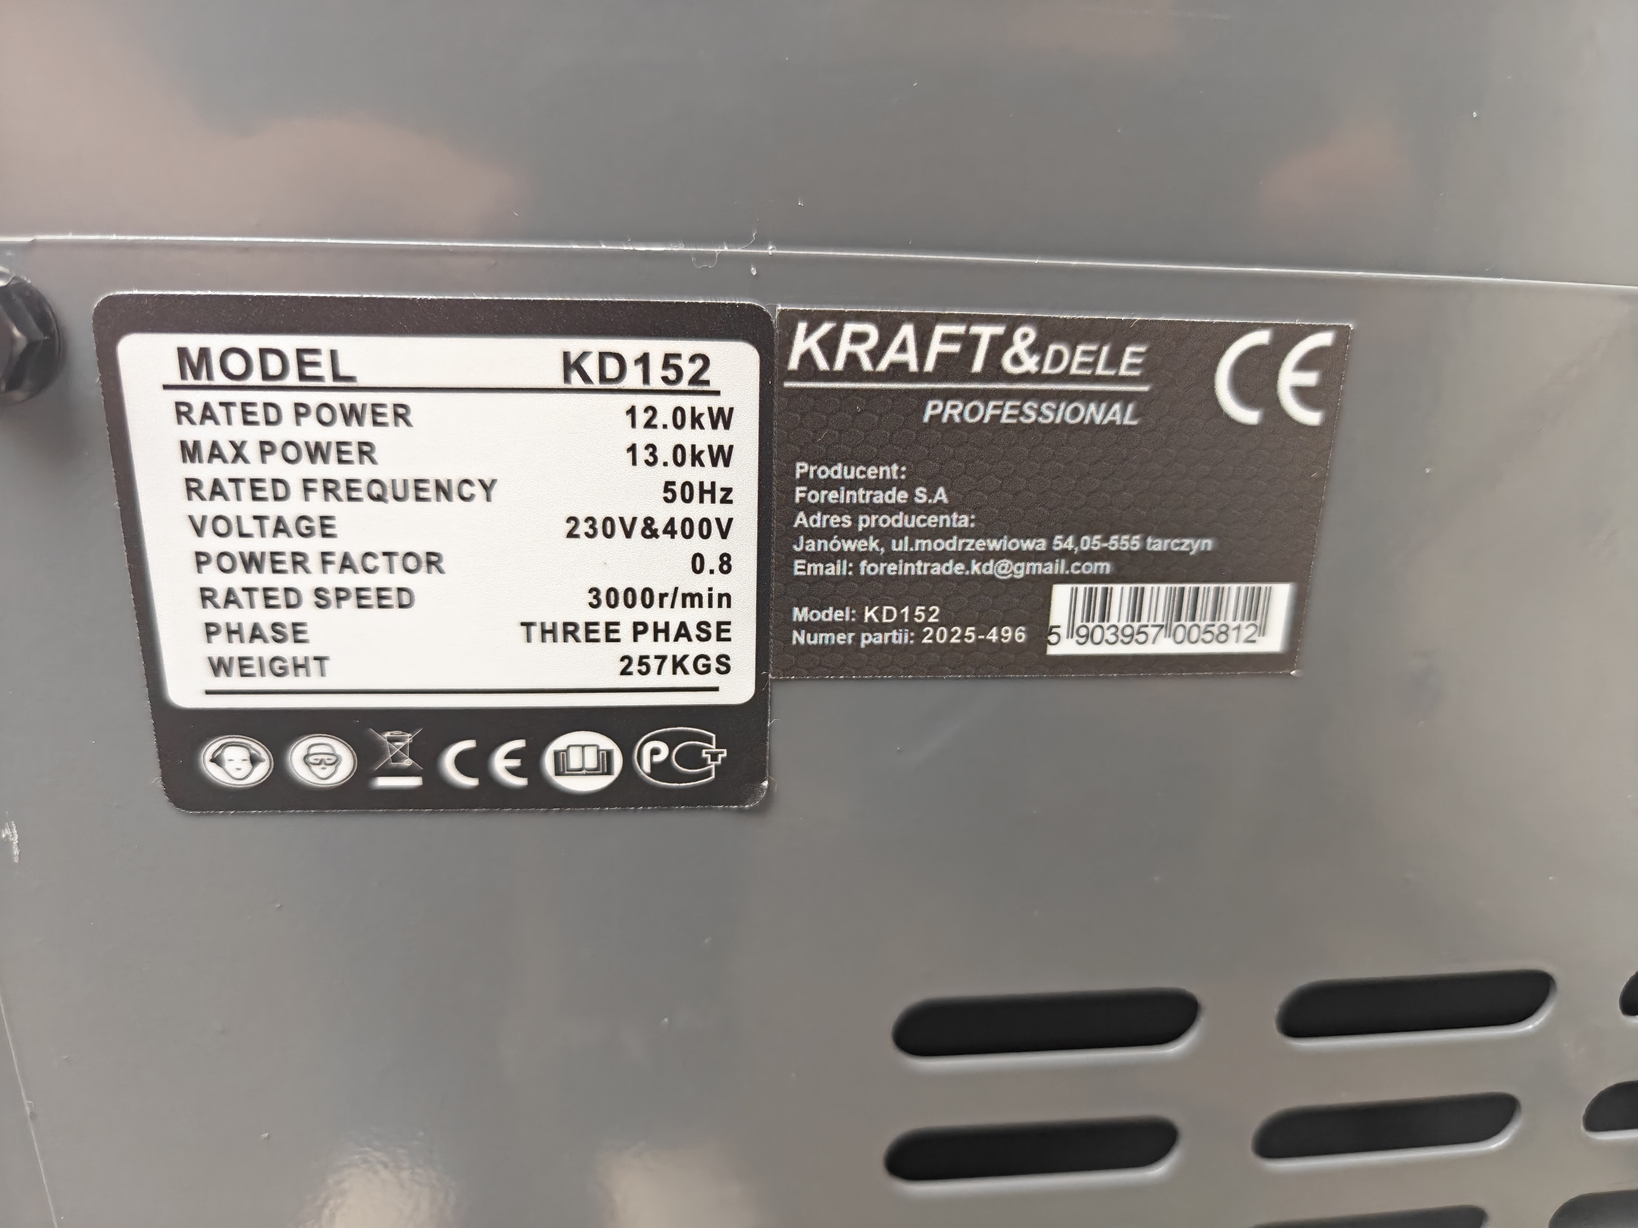 MODEL KD152
RATED POWER 12.0kW
MAX POWER 13.0kW
RATED FREQUENCY 50Hz
VOLTAGE 230V&400V
POWER FACTOR 0.8
RATED SPEED 3000r/min
PHASE THREE PHASE
WEIGHT 257KGS
CE
PCT
KRAFT&DELE
PROFESSIONAL
CE
Producent:
Foreintrade S.A
Adres producenta:
Janówek, ul.modrzewiowa 54,05-555 tarczyn
Email: foreintrade.kd@gmail.com
Model: KD152
Numer partii: 2025-496
5 903957 005812